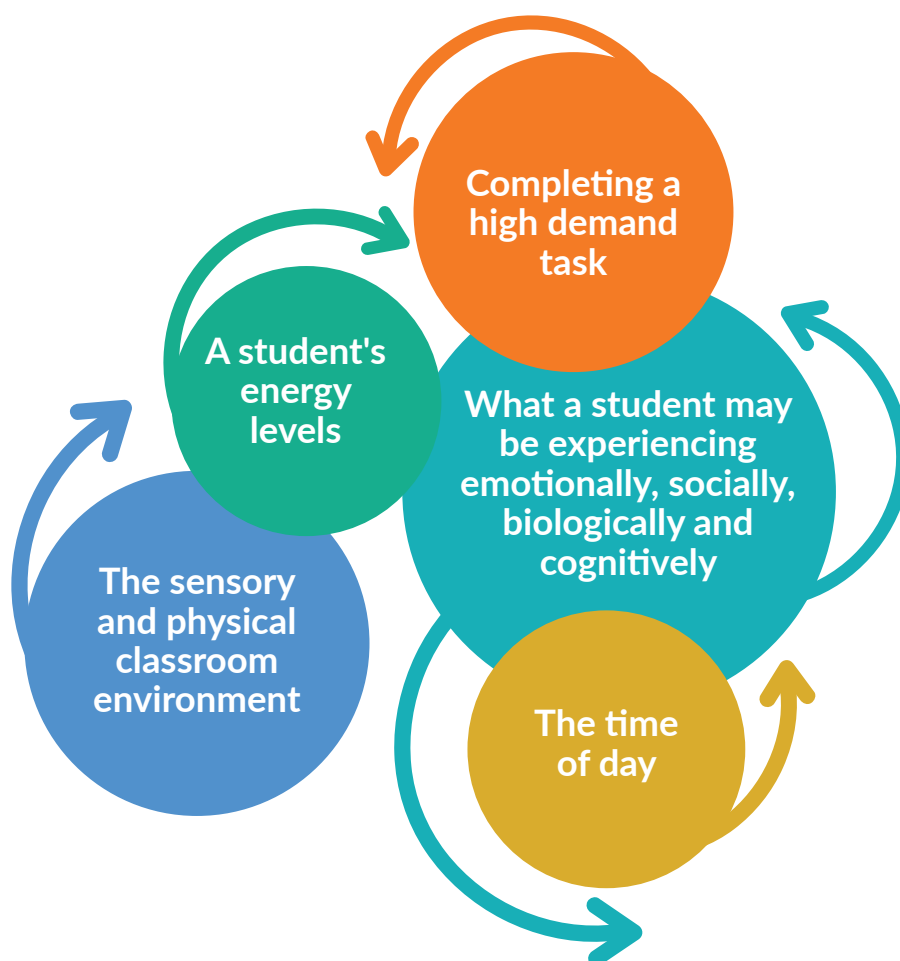 Completing a
high demand
task
A student's
energy
levels
What a student may
be experiencing
emotionally, socially,
biologically and
cognitively
The sensory
and physical
classroom
environment
The time
of day